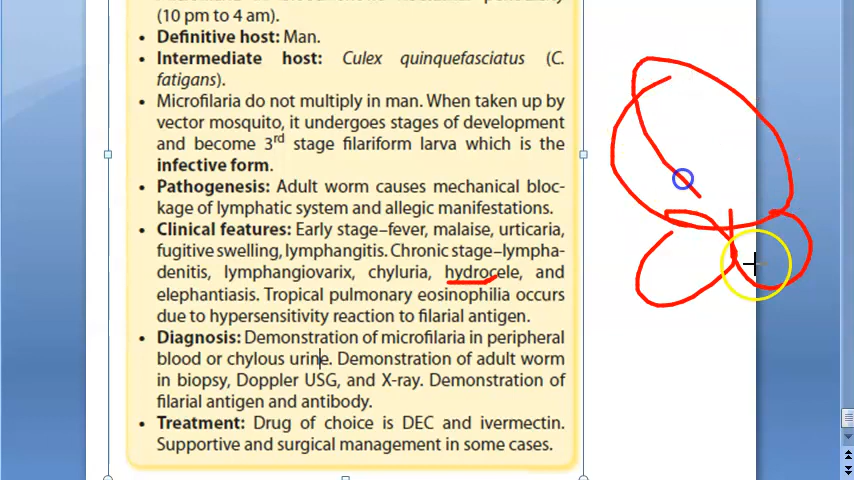 (10 pm to 4 am).
• Definitive host: Man.
• Intermediate host: Culex quinquefasciatus (C.
fatigans).
• Microfilaria do not multiply in man. When taken up by
vector mosquito, it undergoes stages of development
and become 3rd stage filariform larva which is the
infective form.
• Pathogenesis: Adult worm causes mechanical bloc-
kage of lymphatic system and allegic manifestations.
• Clinical features: Early stage–fever, malaise, urticaria,
fugitive swelling, lymphangitis. Chronic stage–lympha-
denitis, lymphangiovarix, chyluria, hydrocele, and
elephantiasis. Tropical pulmonary eosinophilia occurs
due to hypersensitivity reaction to filarial antigen.
• Diagnosis: Demonstration of microfilaria in peripheral
blood or chylous urine. Demonstration of adult worm
in biopsy, Doppler USG, and X-ray. Demonstration of
filarial antigen and antibody.
• Treatment: Drug of choice is DEC and ivermectin.
Supportive and surgical management in some cases.